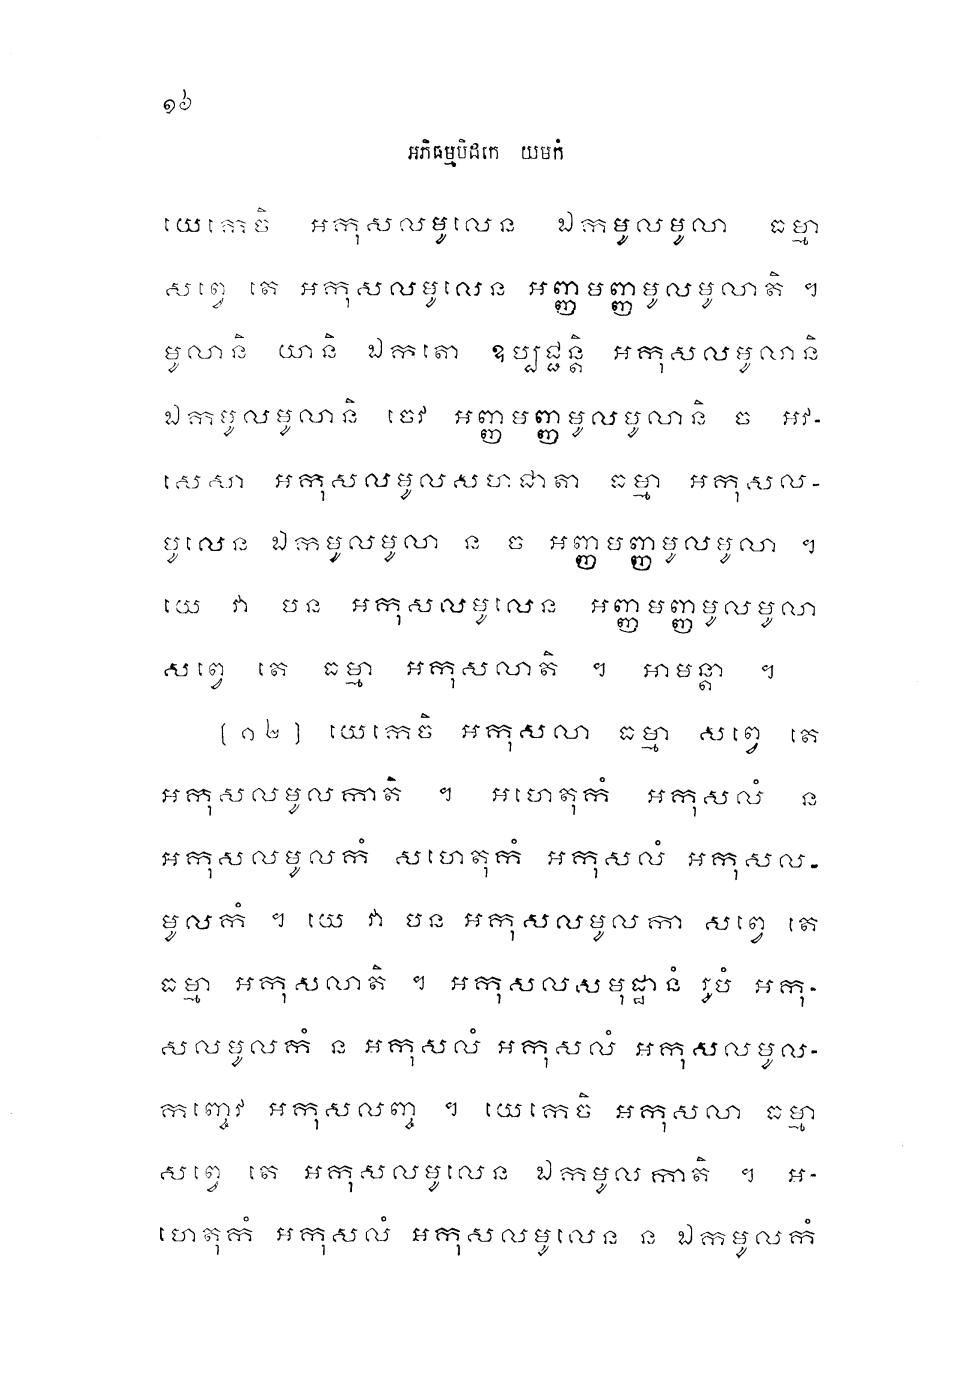 ១៦
អភិធម្មបិដកេ យមកំ
យេកេចិ អកុសលមូលេន ឯកមូលមូលា ធម្មា
សព្វេ តេ អកុសលមូលេន អញ្ញមញ្ញមូលមូលាតិ ។
មូលានិ យានិ ឯកតោ ឧប្បជ្ជន្តិ អកុសលមូលានិ
ឯកមូលមូលានិ ចេវ អញ្ញមញ្ញមូលមូលានិ ច អវ-
សេសា អកុសលមូលសហជាតា ធម្មា អកុសល-
មូលេន ឯកមូលមូលា ន ច អញ្ញមញ្ញមូលមូលា ។
យេ វា បន អកុសលមូលេន អញ្ញមញ្ញមូលមូលា
សព្វេ តេ ធម្មា អកុសលាតិ ។ អាមន្តា ។
[១២] យេកេចិ អកុសលា ធម្មា សព្វេ តេ
អកុសលមូលកាតិ ។ អហេតុកំ អកុសលំ ន
អកុសលមូលកំ សហេតុកំ អកុសលំ អកុសល-
មូលកំ ។ យេ វា បន អកុសលមូលកា សព្វេ តេ
ធម្មា អកុសលាតិ ។ អកុសលសមុដ្ឋានំ រូបំ អកុ-
សលមូលកំ ន អកុសលំ អកុសលំ អកុសលមូល-
កញ្ចេវ អកុសលញ្ច ។ យេកេចិ អកុសលា ធម្មា
សព្វេ តេ អកុសលមូលេន ឯកមូលកាតិ ។ អ-
ហេតុកំ អកុសលំ អកុសលមូលេន ន ឯកមូលកំ